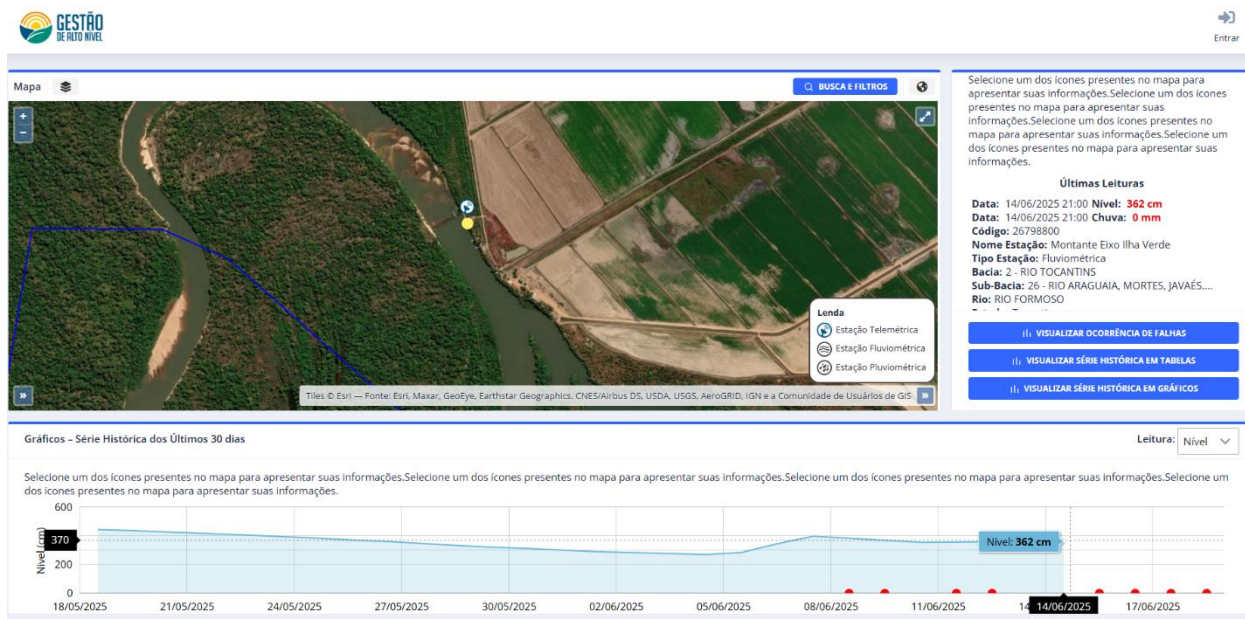 GESTÃO
DE ALTO NIVEL
Entrar
Mapa
BUSCA E FILTROS
+
−
Lenda
Estação Telemétrica
Estação Fluviométrica
Estação Pluviométrica
»
Tiles © Esri — Fonte: Esri, Maxar, GeoEye, Earthstar Geographics, CNES/Airbus DS, USDA, USGS, AeroGRID, IGN e a Comunidade de Usuários de GIS
»
Selecione um dos ícones presentes no mapa para
apresentar suas informações.Selecione um dos ícones
presentes no mapa para apresentar suas
informações.Selecione um dos ícones presentes no
mapa para apresentar suas informações.Selecione um
dos ícones presentes no mapa para apresentar suas
informações.
Últimas Leituras
Data: 14/06/2025 21:00 Nível: 362 cm
Data: 14/06/2025 21:00 Chuva: 0 mm
Código: 26798800
Nome Estação: Montante Eixo Ilha Verde
Tipo Estação: Fluviométrica
Bacia: 2 - RIO TOCANTINS
Sub-Bacia: 26 - RIO ARAGUAIA, MORTES, JAVAÉS....
Rio: RIO FORMOSO
VISUALIZAR OCORRÊNCIA DE FALHAS
VISUALIZAR SÉRIE HISTÓRICA EM TABELAS
VISUALIZAR SÉRIE HISTÓRICA EM GRÁFICOS
Gráficos – Série Histórica dos Últimos 30 dias
Leitura: Nível
Selecione um dos ícones presentes no mapa para apresentar suas informações.Selecione um dos ícones presentes no mapa para apresentar suas informações.Selecione um dos ícones presentes no mapa para apresentar suas informações.Selecione um
dos ícones presentes no mapa para apresentar suas informações.
600
370
200
0
Nível (cm)
Nível: 362 cm
18/05/2025 21/05/2025 24/05/2025 27/05/2025 30/05/2025 02/06/2025 05/06/2025 08/06/2025 11/06/2025 14/06/2025 17/06/2025